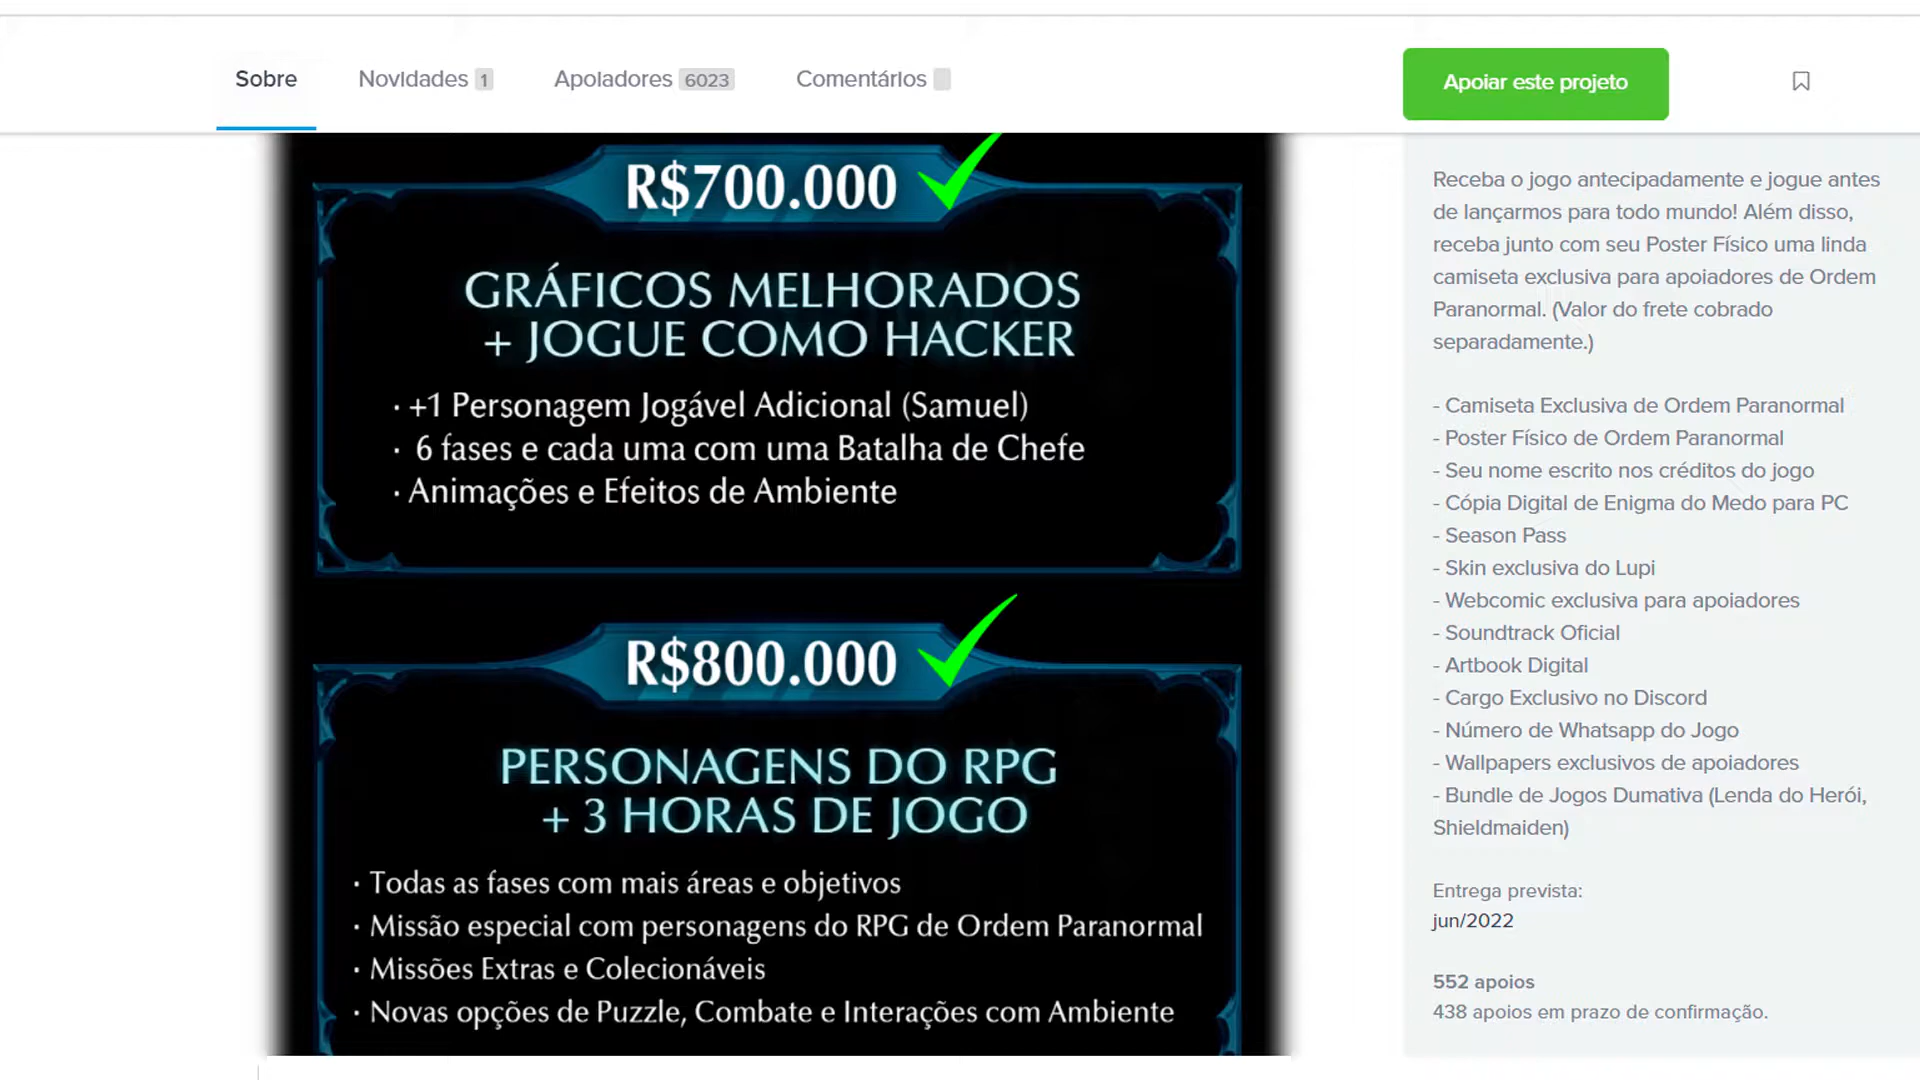 Sobre
Novidades 1
Apoiadores 6023
Comentários
Apoiar este projeto
R$700.000
GRÁFICOS MELHORADOS
+ JOGUE COMO HACKER
· +1 Personagem Jogável Adicional (Samuel)
· 6 fases e cada uma com uma Batalha de Chefe
· Animações e Efeitos de Ambiente
R$800.000
PERSONAGENS DO RPG
+ 3 HORAS DE JOGO
· Todas as fases com mais áreas e objetivos
· Missão especial com personagens do RPG de Ordem Paranormal
· Missões Extras e Colecionáveis
· Novas opções de Puzzle, Combate e Interações com Ambiente
Receba o jogo antecipadamente e jogue antes
de lançarmos para todo mundo! Além disso,
receba junto com seu Poster Físico uma linda
camiseta exclusiva para apoiadores de Ordem
Paranormal. (Valor do frete cobrado
separadamente.)
- Camiseta Exclusiva de Ordem Paranormal
- Poster Físico de Ordem Paranormal
- Seu nome escrito nos créditos do jogo
- Cópia Digital de Enigma do Medo para PC
- Season Pass
- Skin exclusiva do Lupi
- Webcomic exclusiva para apoiadores
- Soundtrack Oficial
- Artbook Digital
- Cargo Exclusivo no Discord
- Número de Whatsapp do Jogo
- Wallpapers exclusivos de apoiadores
- Bundle de Jogos Dumativa (Lenda do Herói,
Shieldmaiden)
Entrega prevista:
jun/2022
552 apoios
438 apoios em prazo de confirmação.